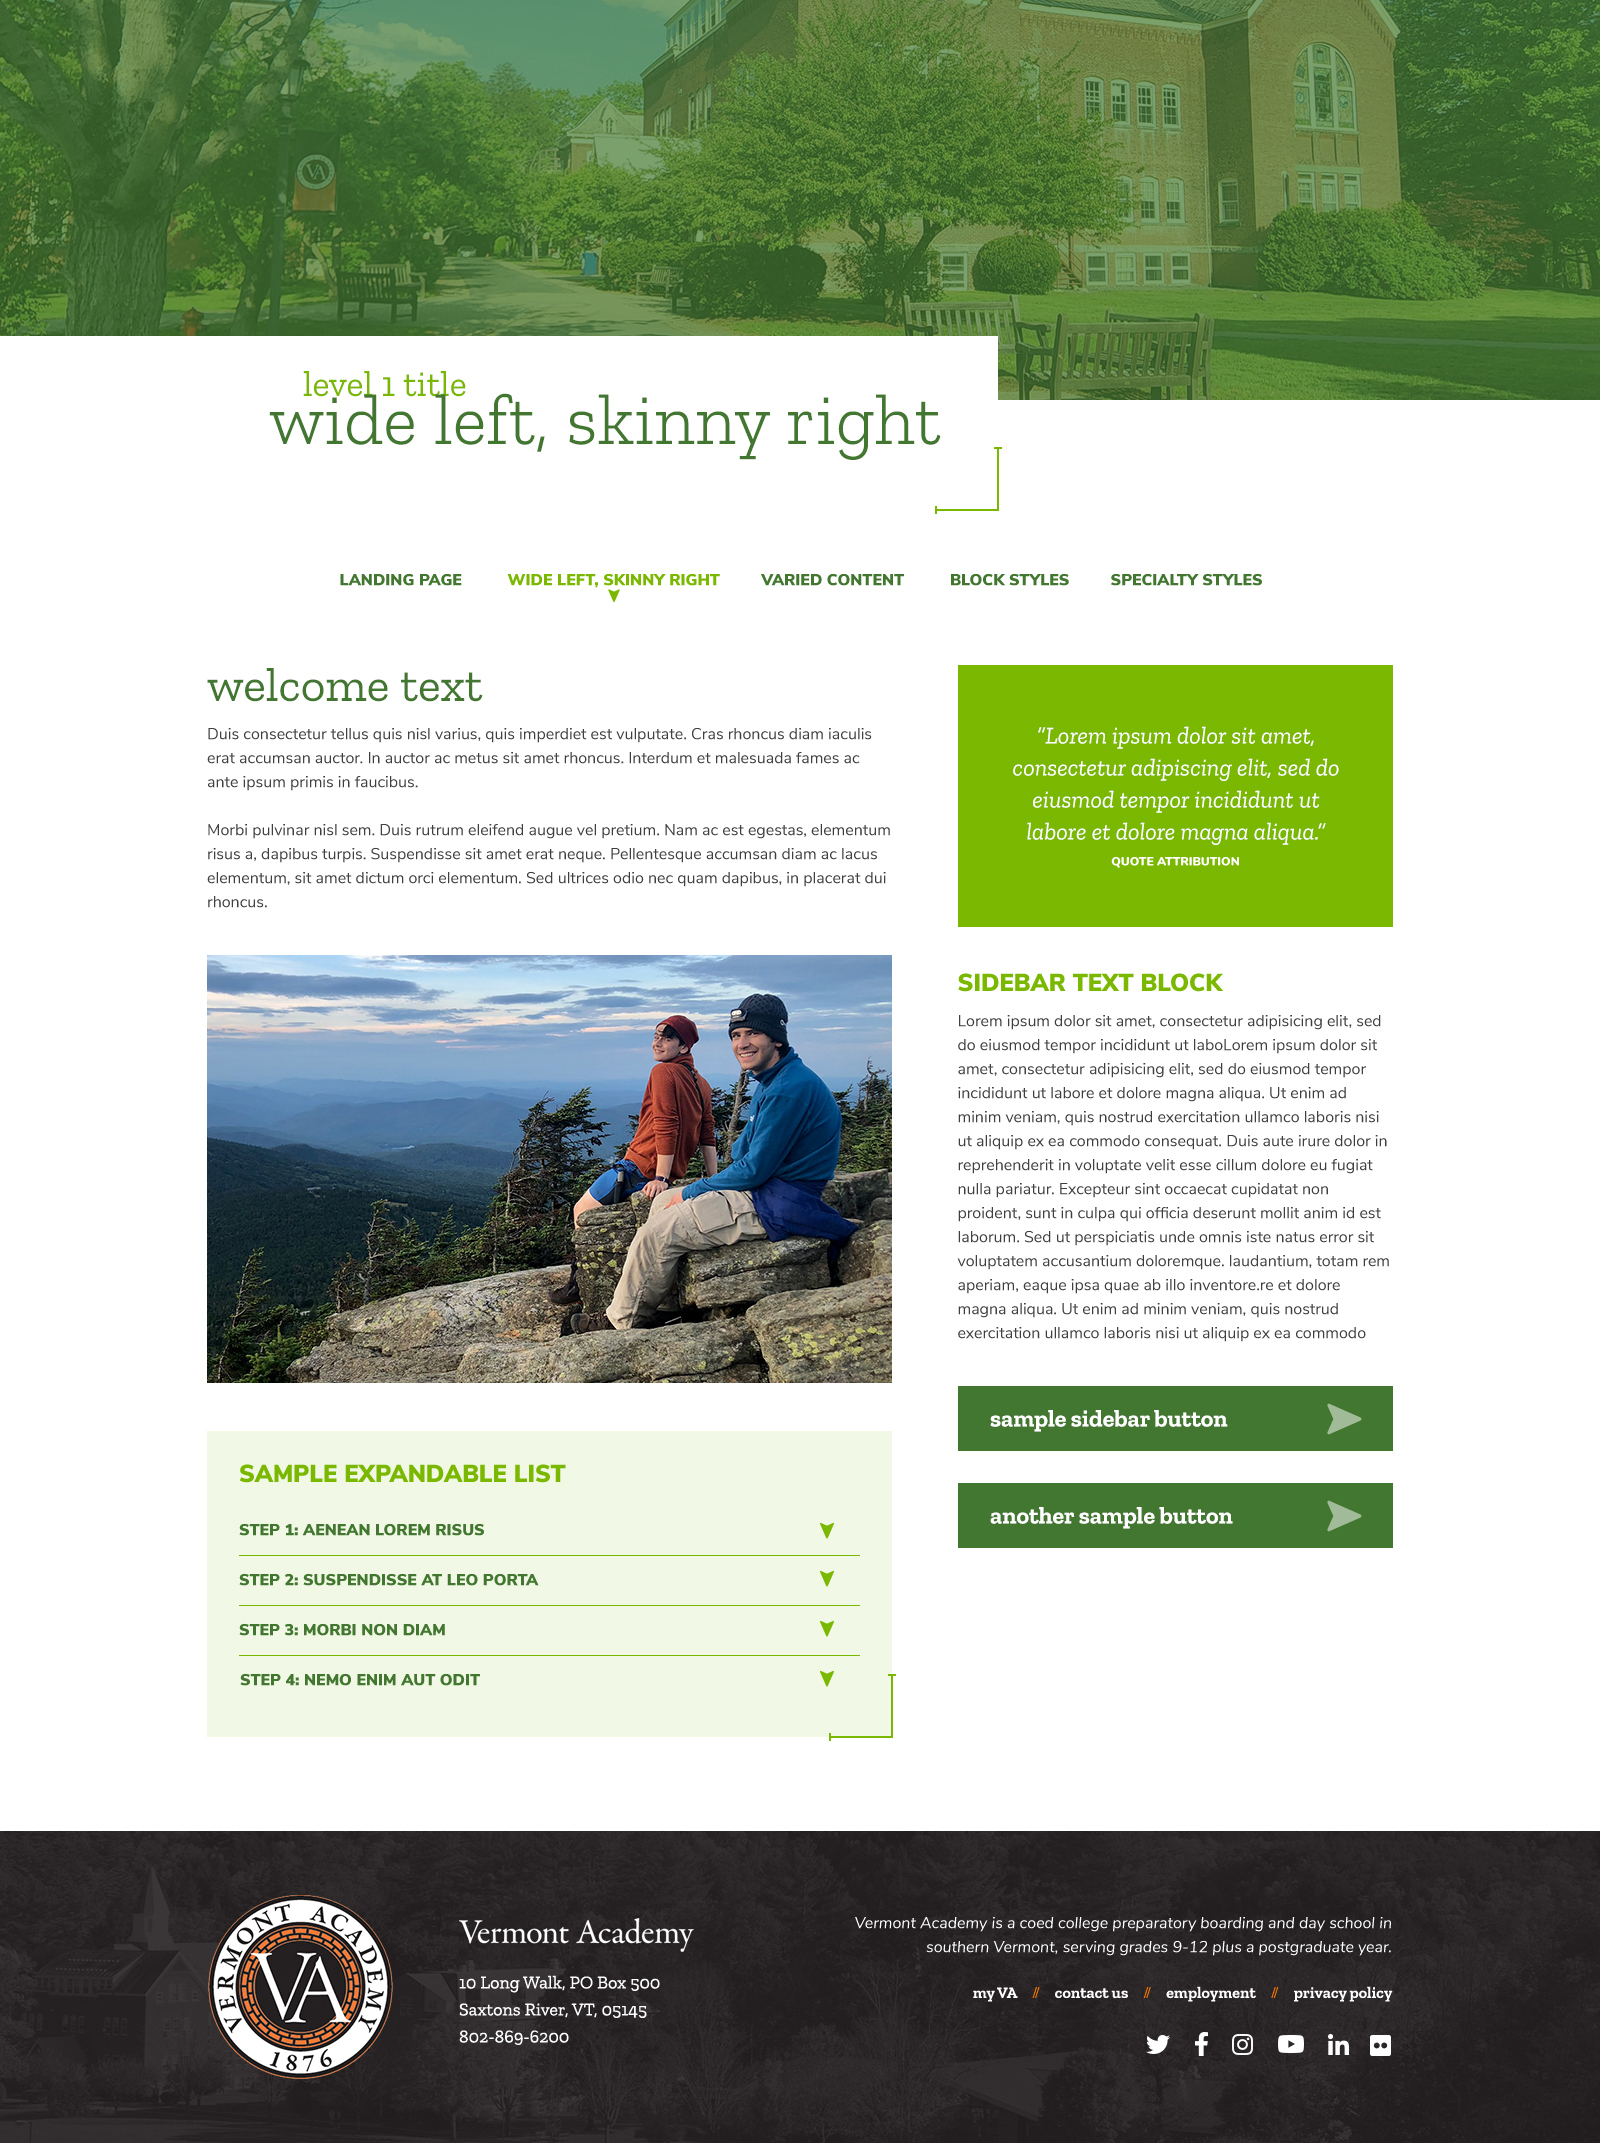 VA
level 1 title
wide left, skinny right
LANDING PAGE
WIDE LEFT, SKINNY RIGHT
VARIED CONTENT
BLOCK STYLES
SPECIALTY STYLES
welcome text
Duis consectetur tellus quis nisl varius, quis imperdiet est vulputate. Cras rhoncus diam iaculis
erat accumsan auctor. In auctor ac metus sit amet rhoncus. Interdum et malesuada fames ac
ante ipsum primis in faucibus.
Morbi pulvinar nisl sem. Duis rutrum eleifend augue vel pretium. Nam ac est egestas, elementum
risus a, dapibus turpis. Suspendisse sit amet erat neque. Pellentesque accumsan diam ac lacus
elementum, sit amet dictum orci elementum. Sed ultrices odio nec quam dapibus, in placerat dui
rhoncus.
SAMPLE EXPANDABLE LIST
STEP 1: AENEAN LOREM RISUS
STEP 2: SUSPENDISSE AT LEO PORTA
STEP 3: MORBI NON DIAM
STEP 4: NEMO ENIM AUT ODIT
"Lorem ipsum dolor sit amet,
consectetur adipiscing elit, sed do
eiusmod tempor incididunt ut
labore et dolore magna aliqua."
QUOTE ATTRIBUTION
SIDEBAR TEXT BLOCK
Lorem ipsum dolor sit amet, consectetur adipisicing elit, sed
do eiusmod tempor incididunt ut laboLorem ipsum dolor sit
amet, consectetur adipisicing elit, sed do eiusmod tempor
incididunt ut labore et dolore magna aliqua. Ut enim ad
minim veniam, quis nostrud exercitation ullamco laboris nisi
ut aliquip ex ea commodo consequat. Duis aute irure dolor in
reprehenderit in voluptate velit esse cillum dolore eu fugiat
nulla pariatur. Excepteur sint occaecat cupidatat non
proident, sunt in culpa qui officia deserunt mollit anim id est
laborum. Sed ut perspiciatis unde omnis iste natus error sit
voluptatem accusantium doloremque. laudantium, totam rem
aperiam, eaque ipsa quae ab illo inventore.re et dolore
magna aliqua. Ut enim ad minim veniam, quis nostrud
exercitation ullamco laboris nisi ut aliquip ex ea commodo
sample sidebar button
another sample button
VERMONT ACADEMY
VA
1876
Vermont Academy
10 Long Walk, PO Box 500
Saxtons River, VT, 05145
802-869-6200
Vermont Academy is a coed college preparatory boarding and day school in
southern Vermont, serving grades 9-12 plus a postgraduate year.
my VA // contact us // employment // privacy policy